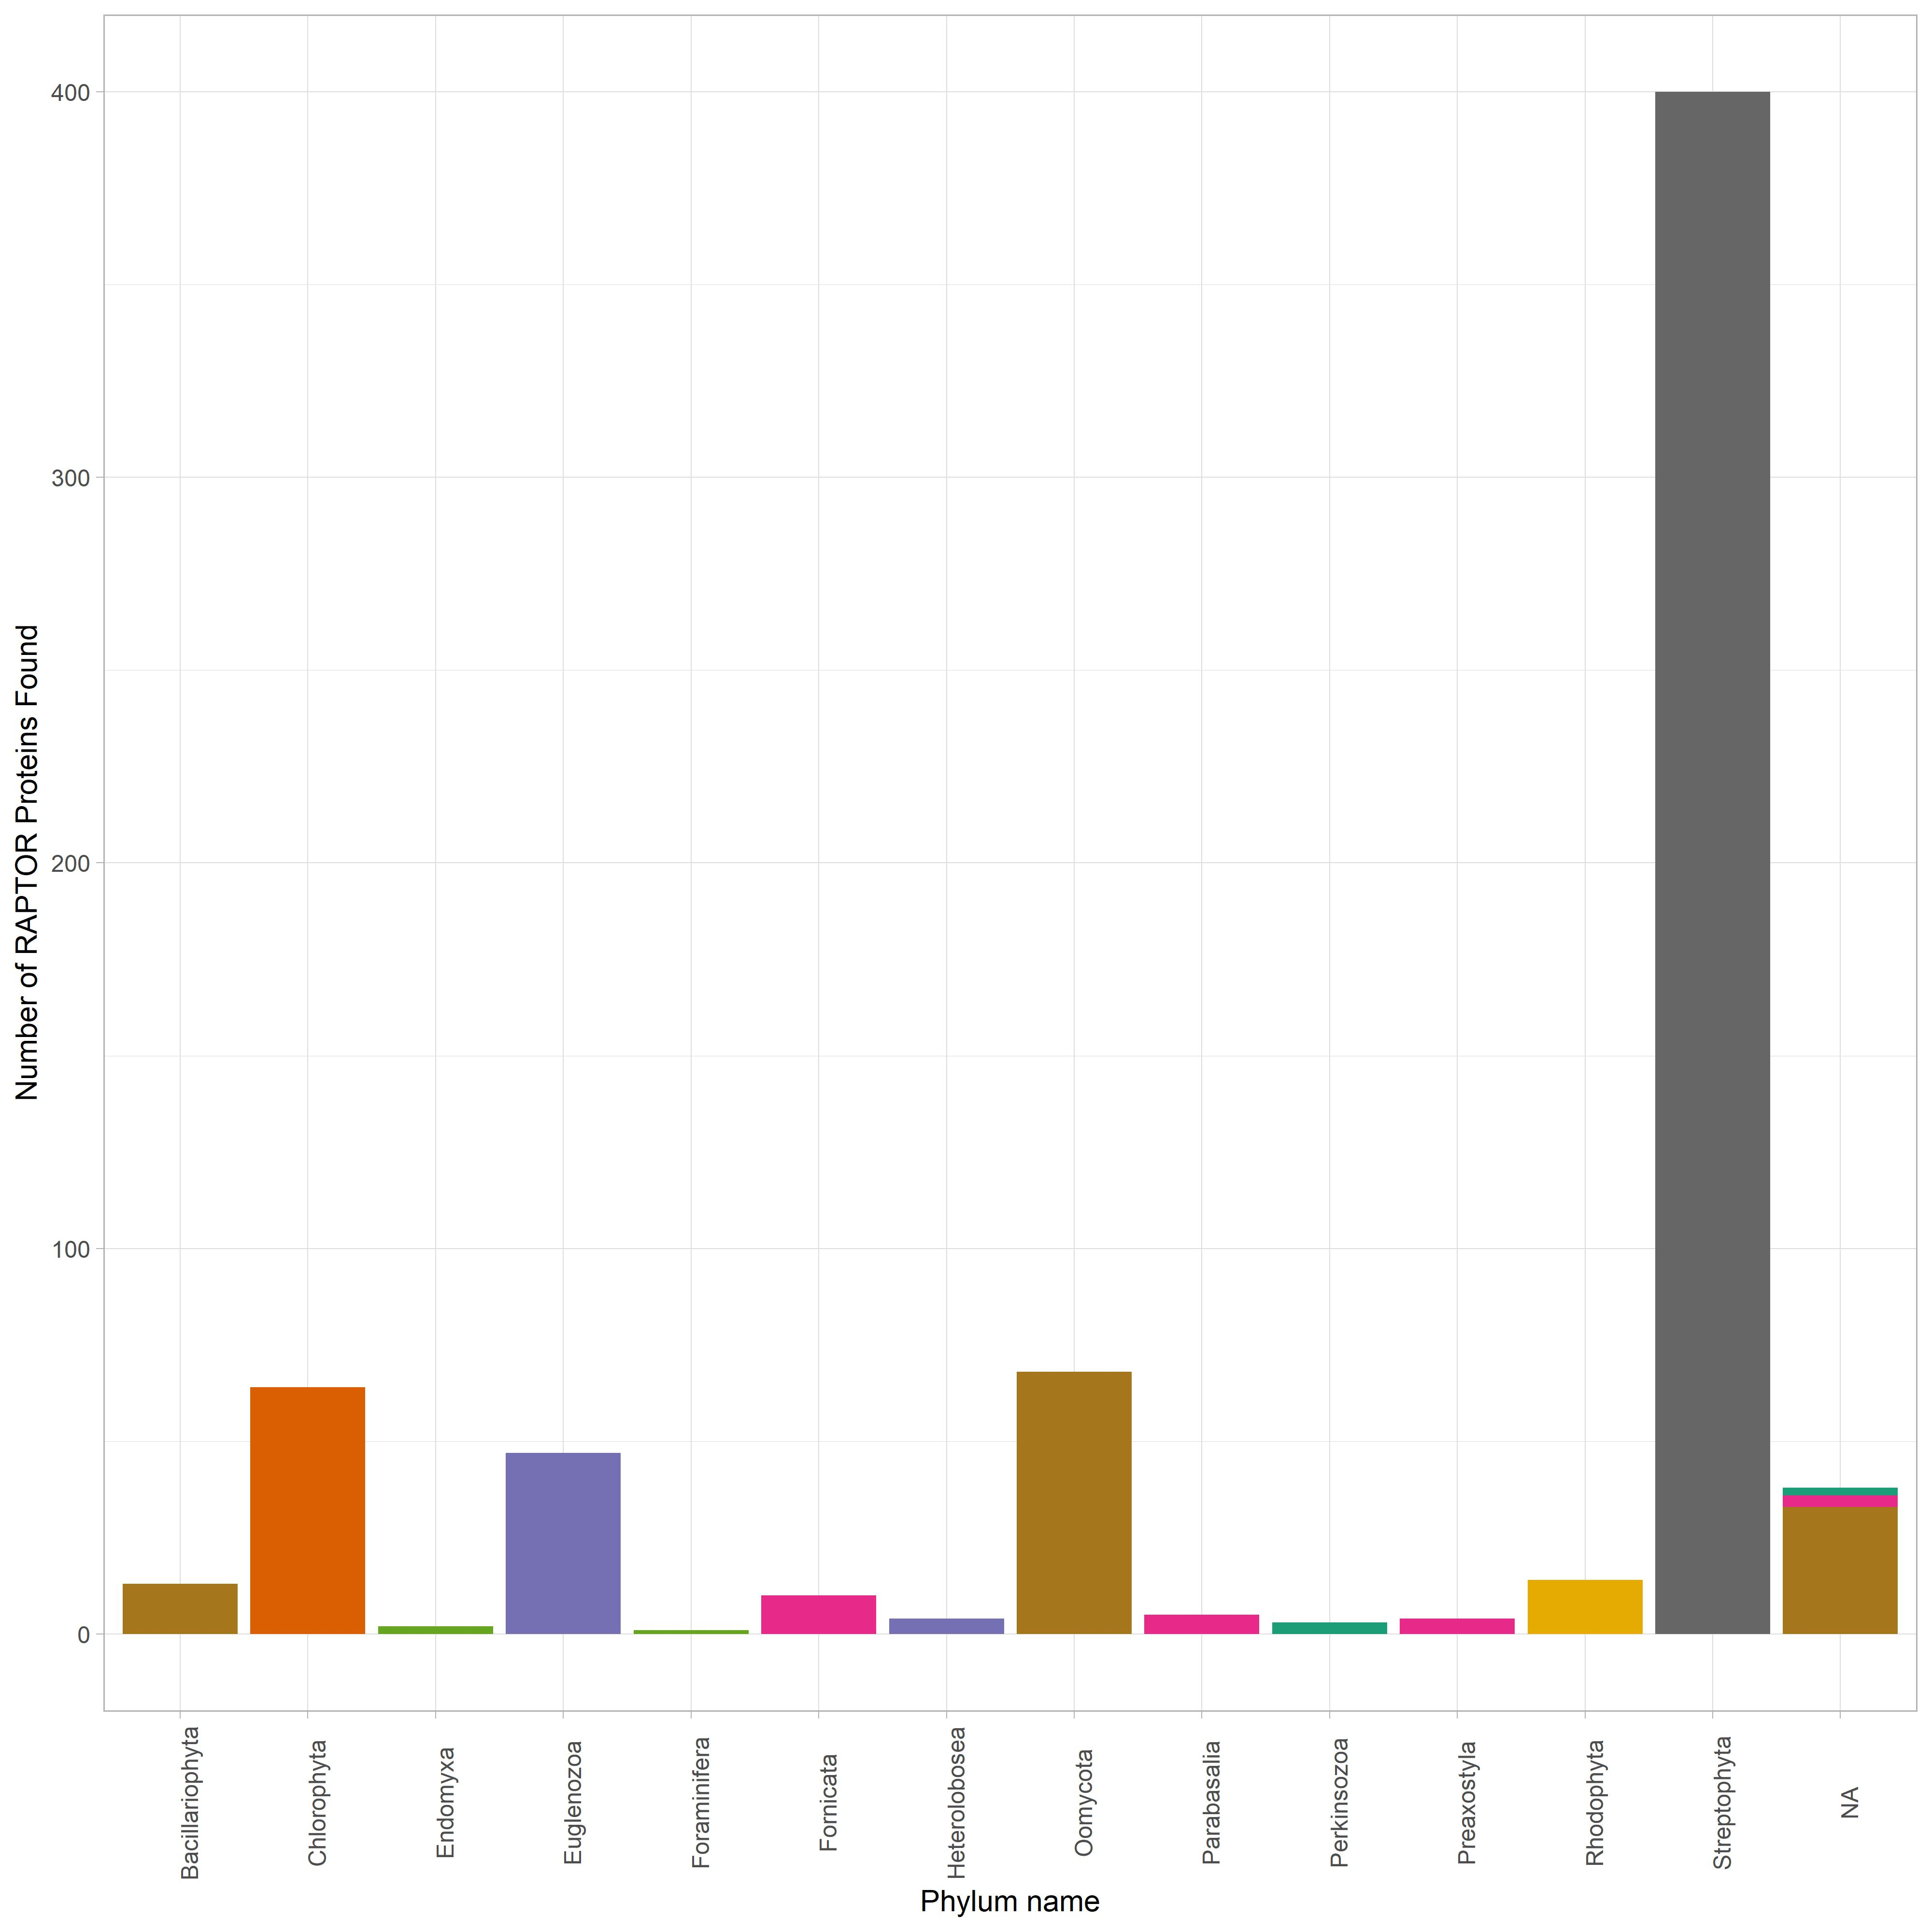 Number of RAPTOR Proteins Found
400
300
200
100
0
Bacillariophyta
Chlorophyta
Endomyxa
Euglenozoa
Foraminifera
Fornicata
Heterolobosea
Oomycota
Parabasalia
Perkinsozoa
Preaxostyla
Rhodophyta
Streptophyta
NA
Phylum name